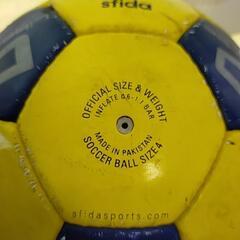 sfida
OFFICIAL SIZE & WEIGHT
INFLATE 0,6-1,1 BAR
MADE IN PAKISTAN
SOCCER BALL SIZE 4
sfidasports.com